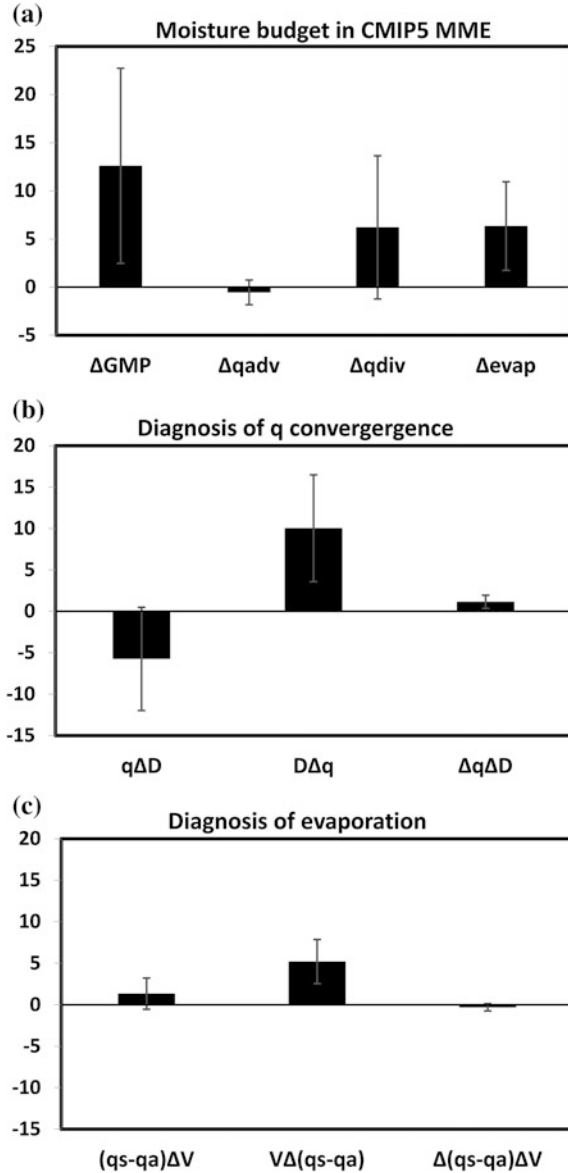 (a)
Moisture budget in CMIP5 MME
25
20
15
10
5
0
-5
ΔGMP Δqadv Δqdiv Δevap
(b)
Diagnosis of q convergergence
20
15
10
5
0
-5
-10
-15
qΔD DΔq ΔqΔD
(c)
Diagnosis of evaporation
20
15
10
5
0
-5
-10
-15
(qs-qa)ΔV VΔ(qs-qa) Δ(qs-qa)ΔV